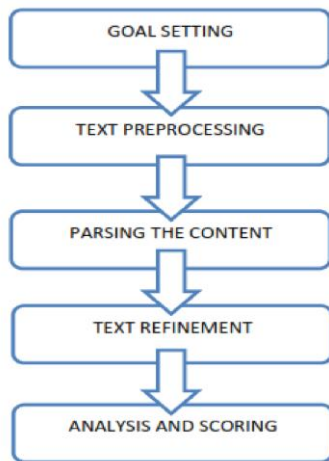 GOAL SETTING
TEXT PREPROCESSING
PARSING THE CONTENT
TEXT REFINEMENT
ANALYSIS AND SCORING